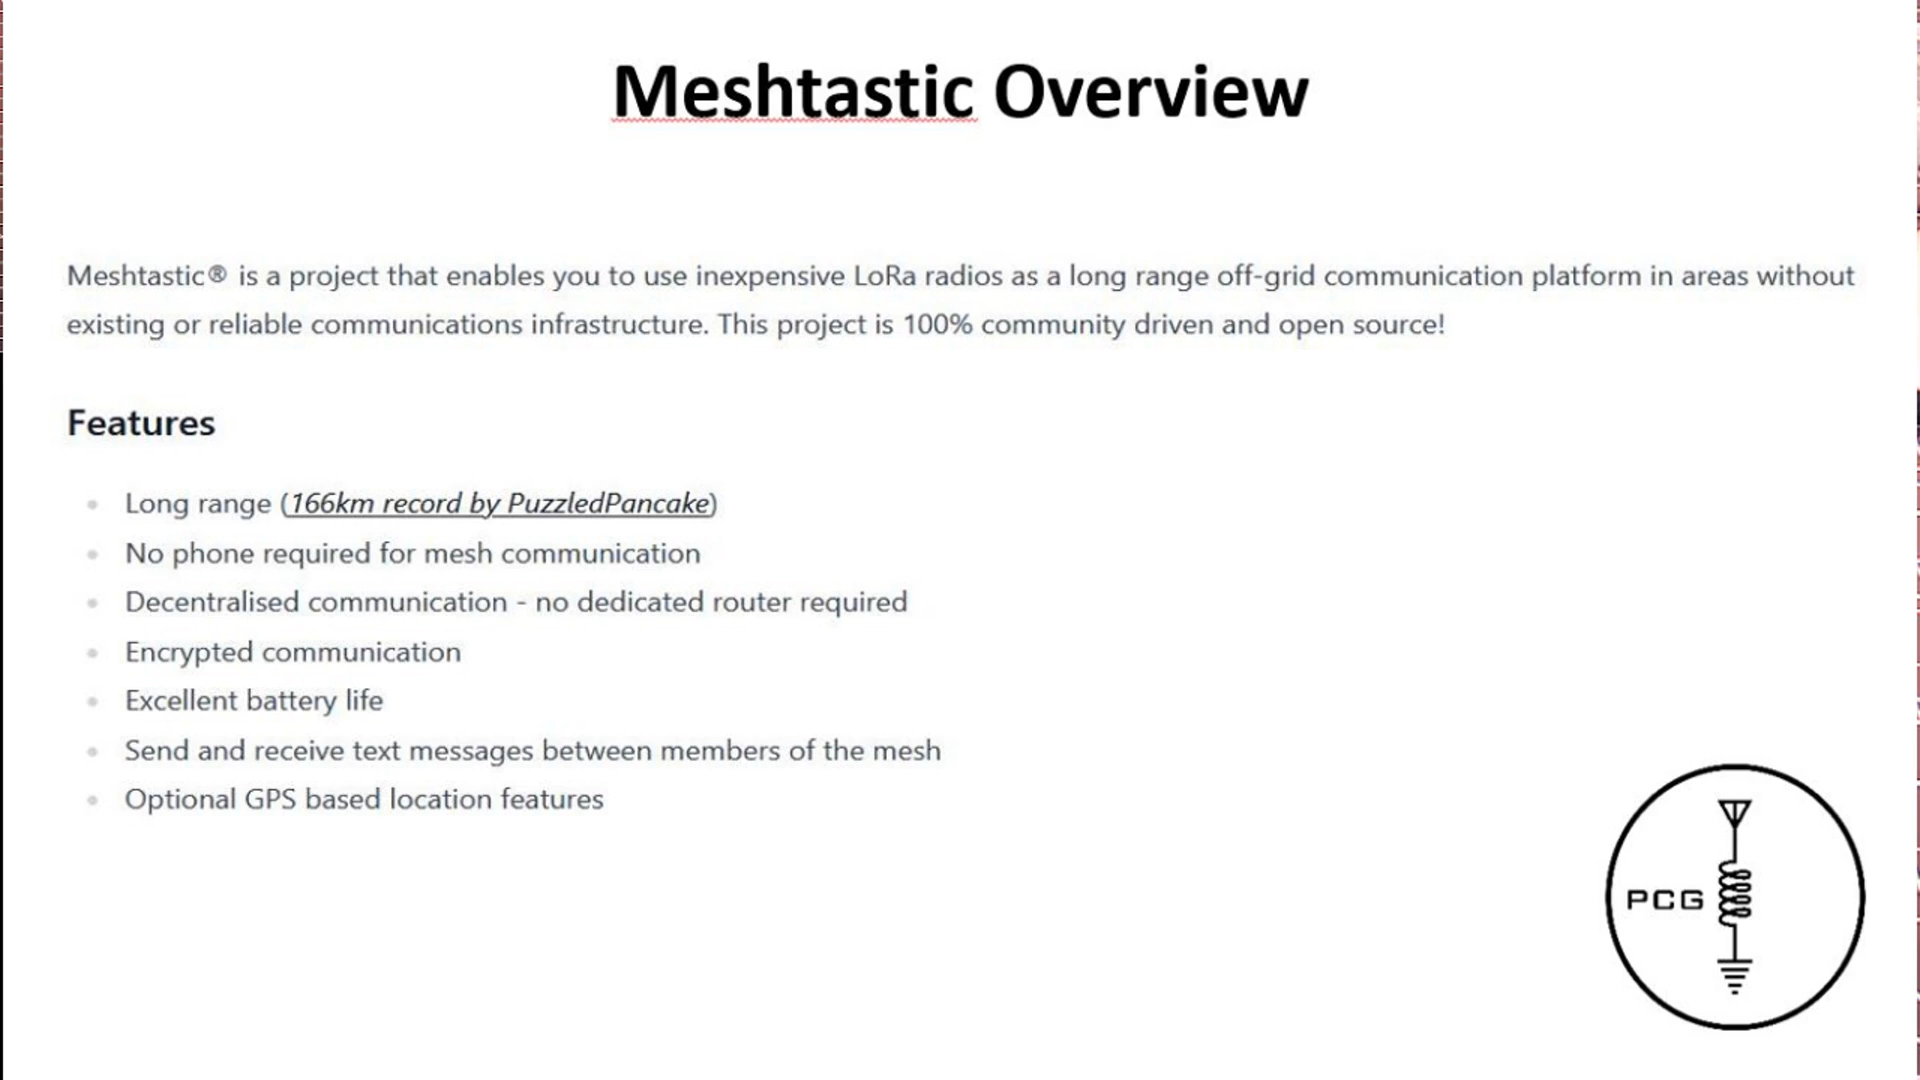 Meshtastic Overview
Meshtastic® is a project that enables you to use inexpensive LoRa radios as a long range off-grid communication platform in areas without
existing or reliable communications infrastructure. This project is 100% community driven and open source!
Features
Long range (166km record by PuzzledPancake)
No phone required for mesh communication
Decentralised communication - no dedicated router required
Encrypted communication
Excellent battery life
Send and receive text messages between members of the mesh
Optional GPS based location features
PCG